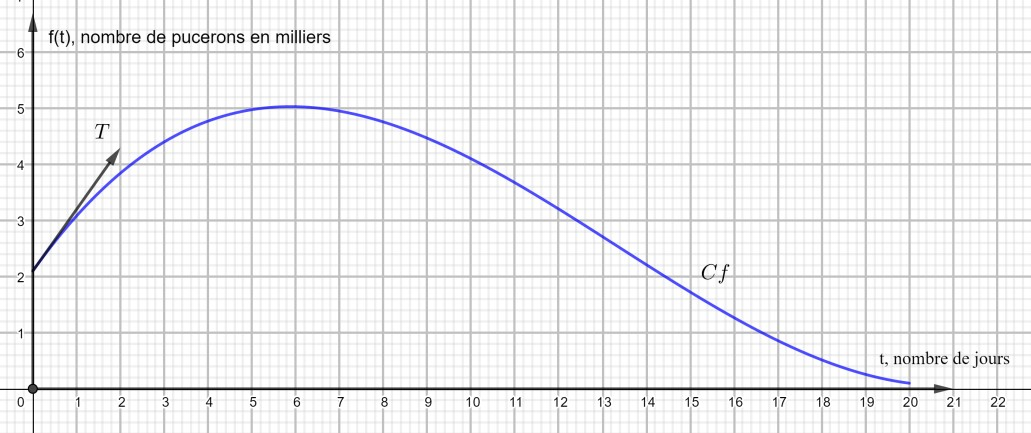 f(t), nombre de pucerons en milliers
6
5
T
4
3
2
Cf
1
t, nombre de jours
0 1 2 3 4 5 6 7 8 9 10 11 12 13 14 15 16 17 18 19 20 21 22